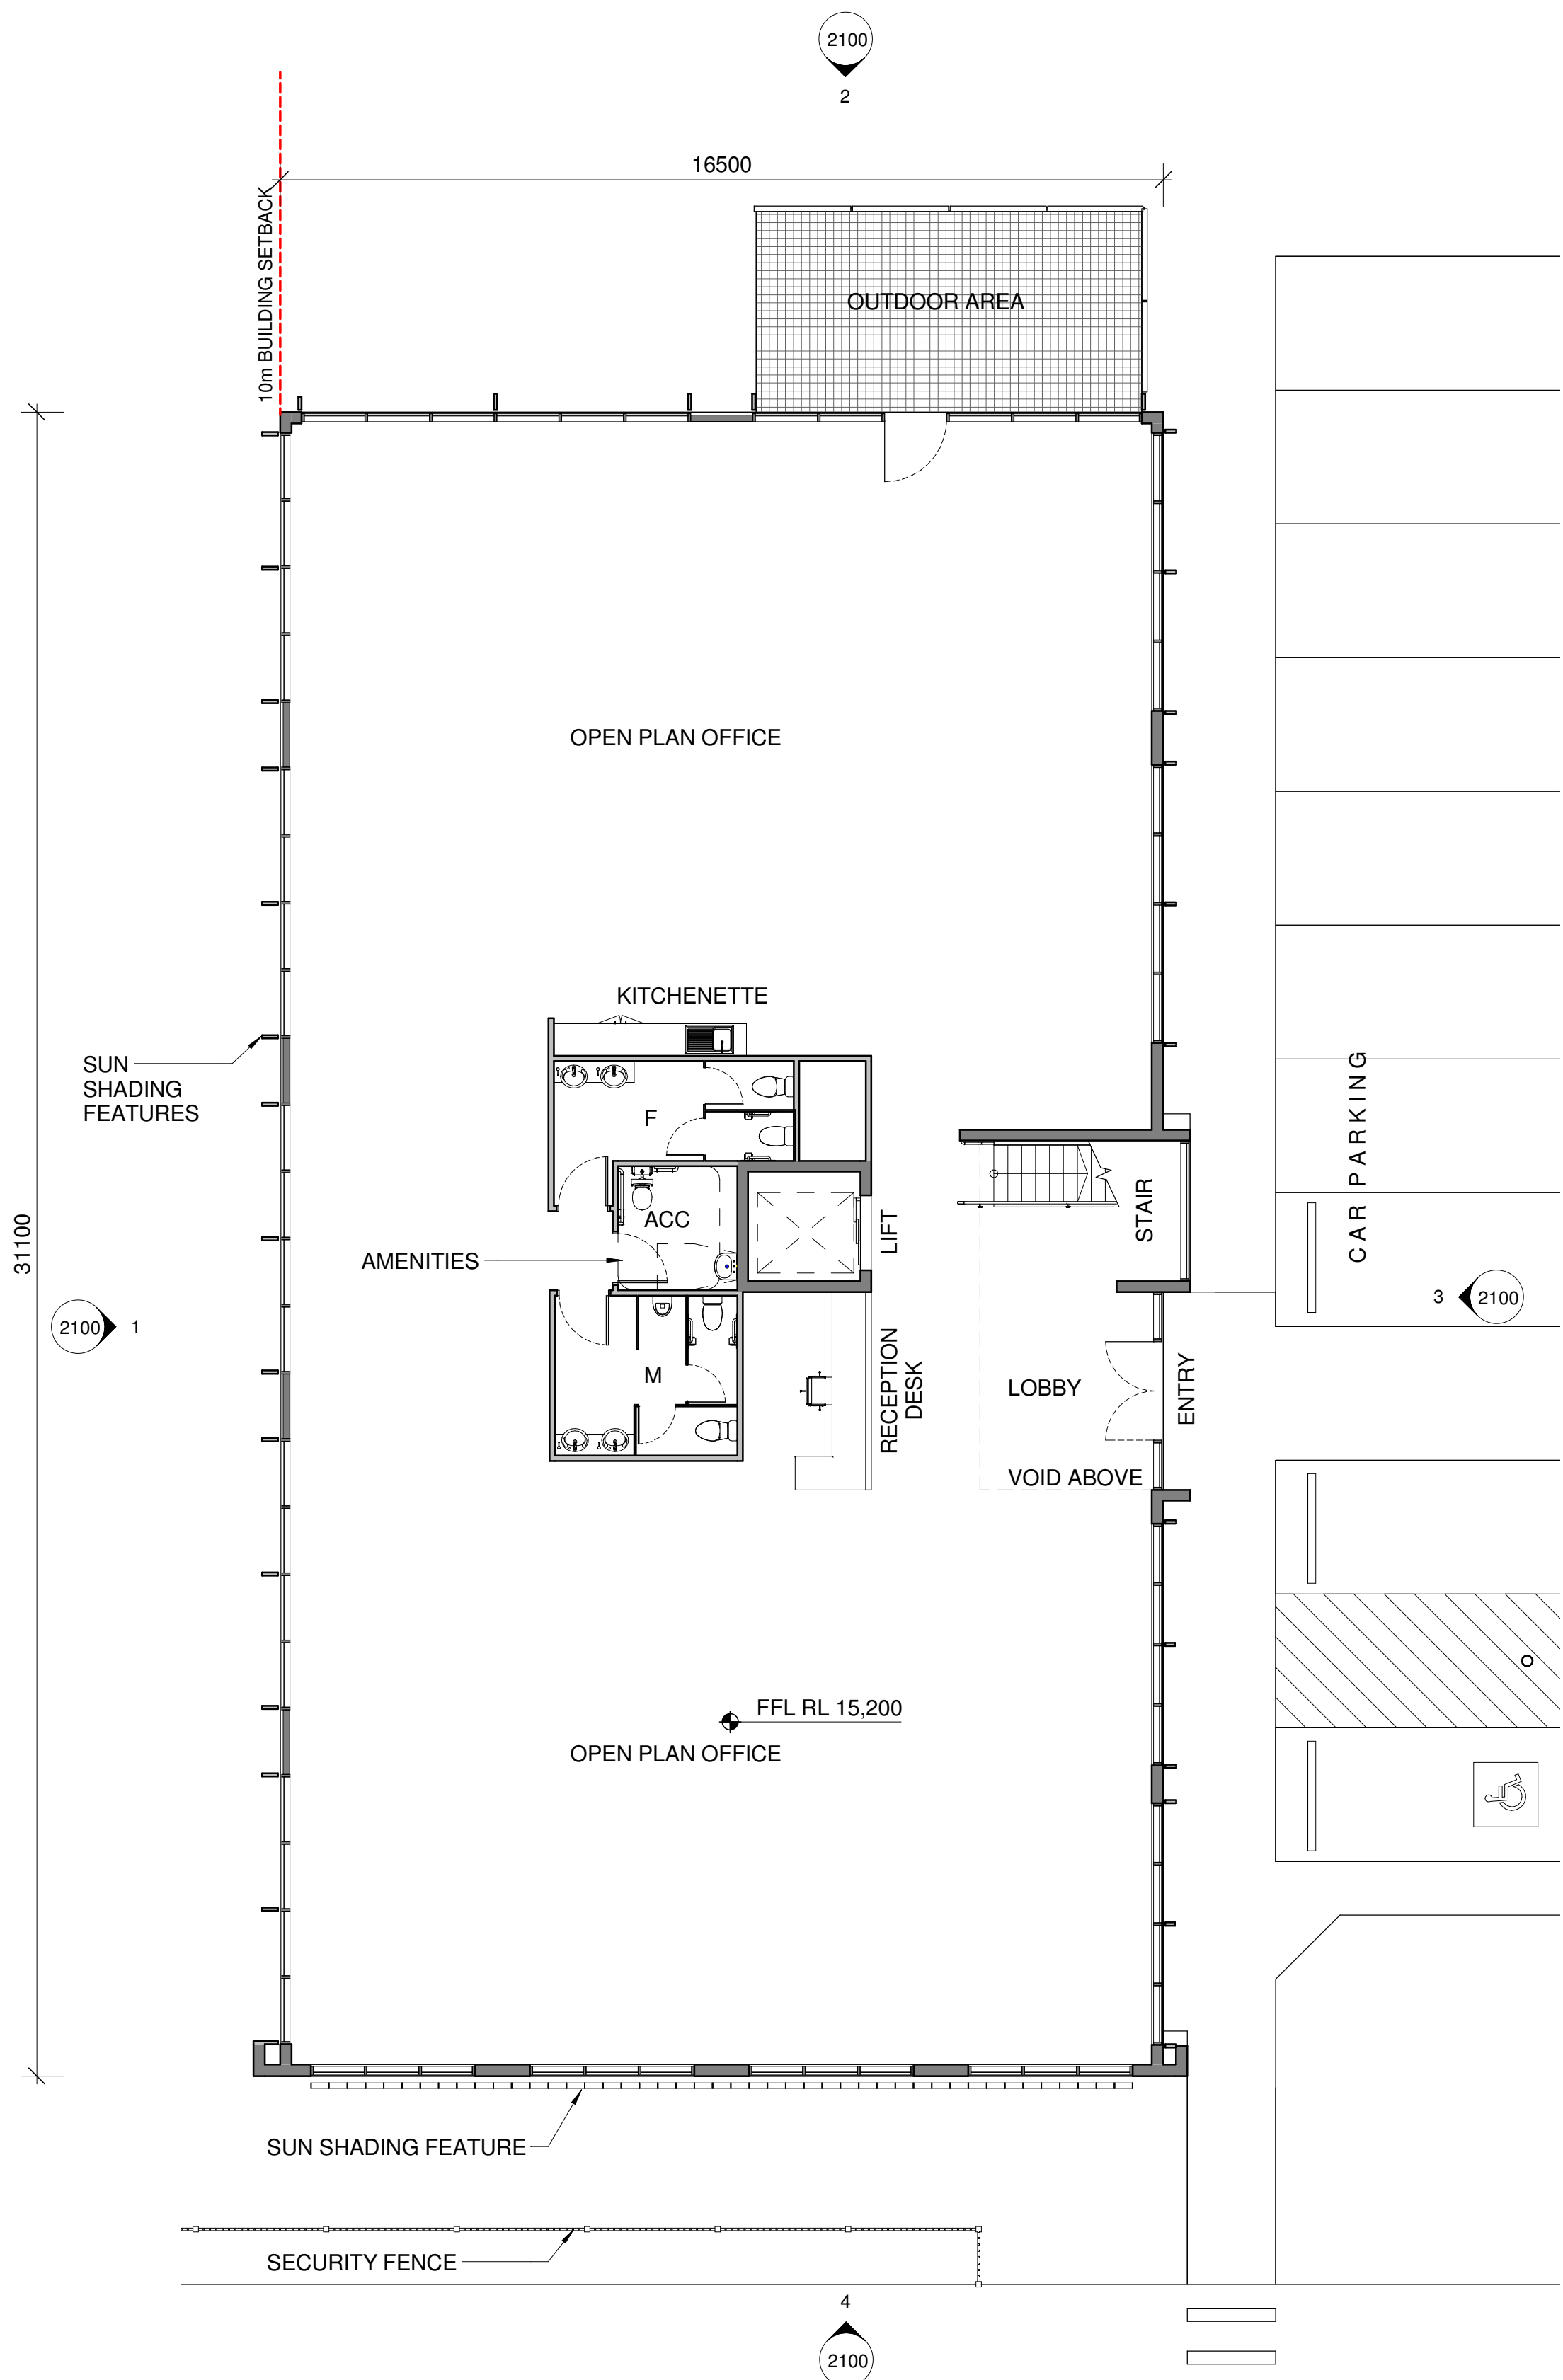 2100
2
16500
10m BUILDING SETBACK
OUTDOOR AREA
OPEN PLAN OFFICE
KITCHENETTE
SUN
SHADING
FEATURES
F
CAR PARKING
STAIR
ACC
LIFT
AMENITIES
31100
2100
1
3
2100
M
RECEPTION
DESK
LOBBY
ENTRY
VOID ABOVE
FFL RL 15,200
OPEN PLAN OFFICE
SUN SHADING FEATURE
SECURITY FENCE
4
2100